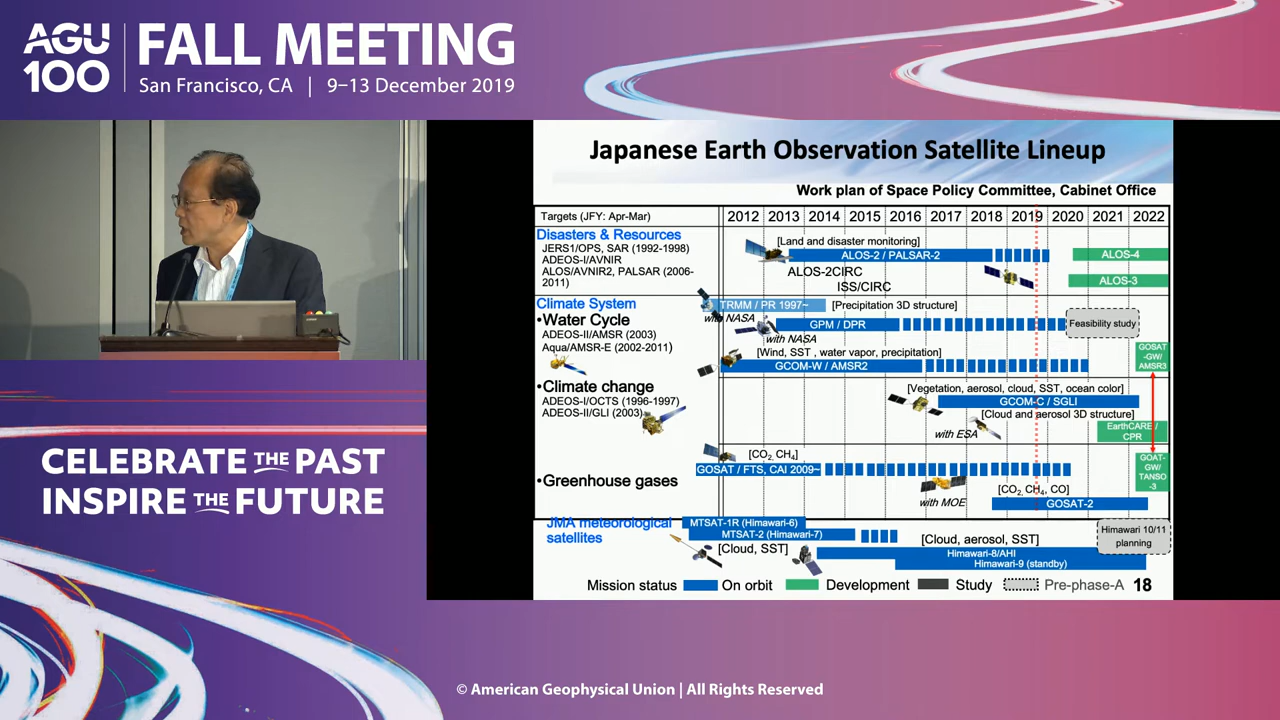 AGU
100
FALL MEETING
San Francisco, CA | 9–13 December 2019
Japanese Earth Observation Satellite Lineup
Work plan of Space Policy Committee, Cabinet Office
Targets (JFY: Apr-Mar) 2012 2013 2014 2015 2016 2017 2018 2019 2020 2021 2022
Disasters & Resources
JERS1/OPS, SAR (1992-1998)
ADEOS-I/AVNIR
ALOS/AVNIR2, PALSAR (2006-
2011)
[Land and disaster monitoring]
ALOS-2 / PALSAR-2
ALOS-4
ALOS-2CIRC
ISS/CIRC
ALOS-3
Climate System
•Water Cycle
ADEOS-II/AMSR (2003)
Aqua/AMSR-E (2002-2011)
TRMM / PR 1997~
[Precipitation 3D structure]
with NASA
GPM / DPR
Feasibility study
with NASA
[Wind, SST , water vapor, precipitation]
GCOM-W / AMSR2
GOSAT
-GW/
AMSR3
•Climate change
ADEOS-I/OCTS (1996-1997)
ADEOS-II/GLI (2003)
[Vegetation, aerosol, cloud, SST, ocean color]
GCOM-C / SGLI
[Cloud and aerosol 3D structure]
with ESA
EarthCARE /
CPR
•Greenhouse gases
[CO2, CH4]
GOSAT / FTS, CAI 2009~
GOAT-
GW/
TANSO
-3
with MOE
[CO2, CH4, CO]
GOSAT-2
JMA meteorological
satellites
MTSAT-1R (Himawari-6)
MTSAT-2 (Himawari-7)
[Cloud, SST]
[Cloud, aerosol, SST]
Himawari-8/AHI
Himawari-9 (standby)
Himawari 10/11
planning
Mission status On orbit Development Study Pre-phase-A 18
CELEBRATE THE PAST
INSPIRE THE FUTURE
© American Geophysical Union | All Rights Reserved